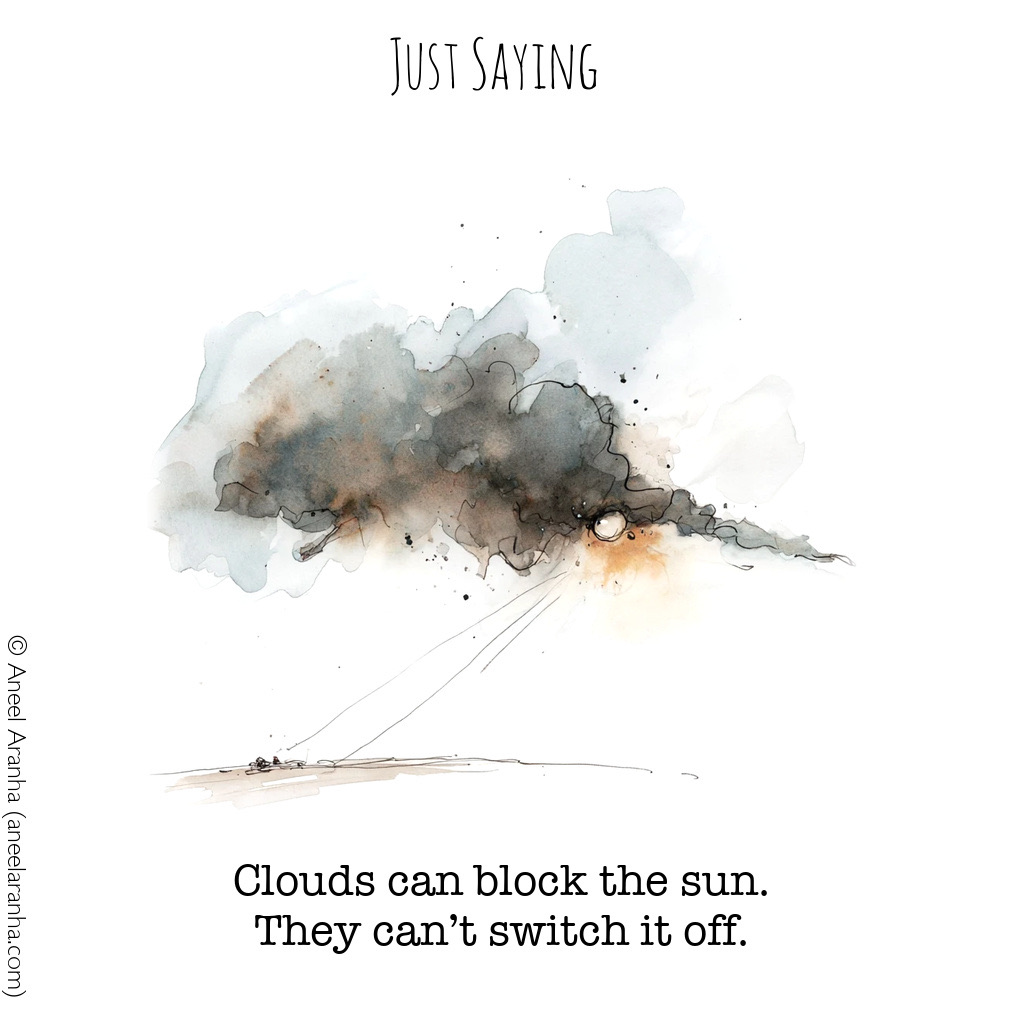 Just Saying
Clouds can block the sun.
They can’t switch it off.
© Aneel Aranha (aneelaranha.com)